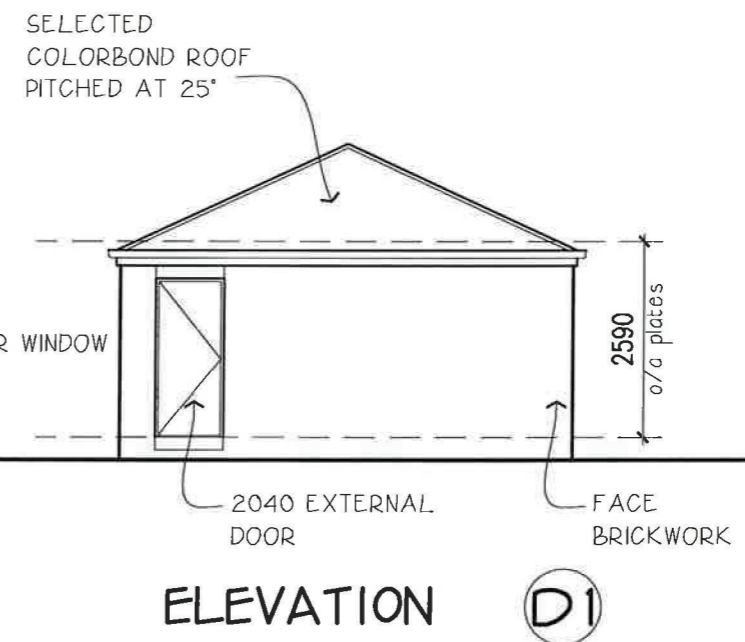 SELECTED
COLORBOND ROOF
PITCHED AT 25°
R WINDOW
2590
o/a plates
2040 EXTERNAL
DOOR
FACE
BRICKWORK
ELEVATION D1